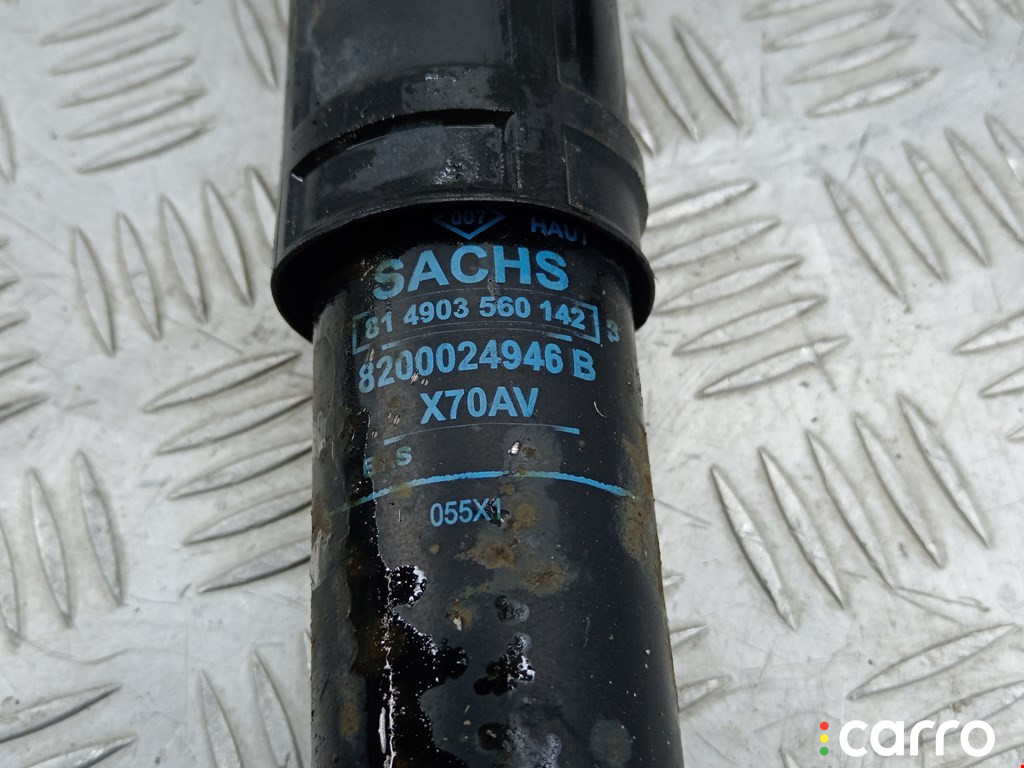 007 HAUT
SACHS
81 4903 560 142 3
8200024946 B
X70AV
055X1
carro